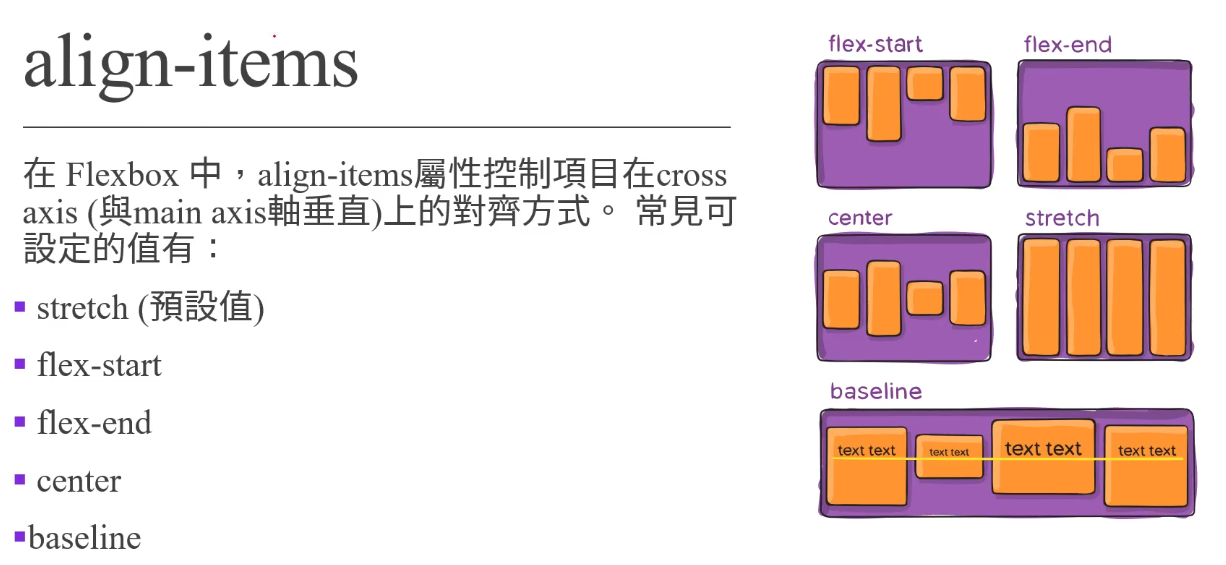 align-items
在 Flexbox 中，align-items屬性控制項目在cross
axis (與main axis軸垂直)上的對齊方式。 常見可
設定的值有：
stretch (預設值)
flex-start
flex-end
center
baseline
flex-start
flex-end
center
stretch
baseline
text text
text text
text text
text text